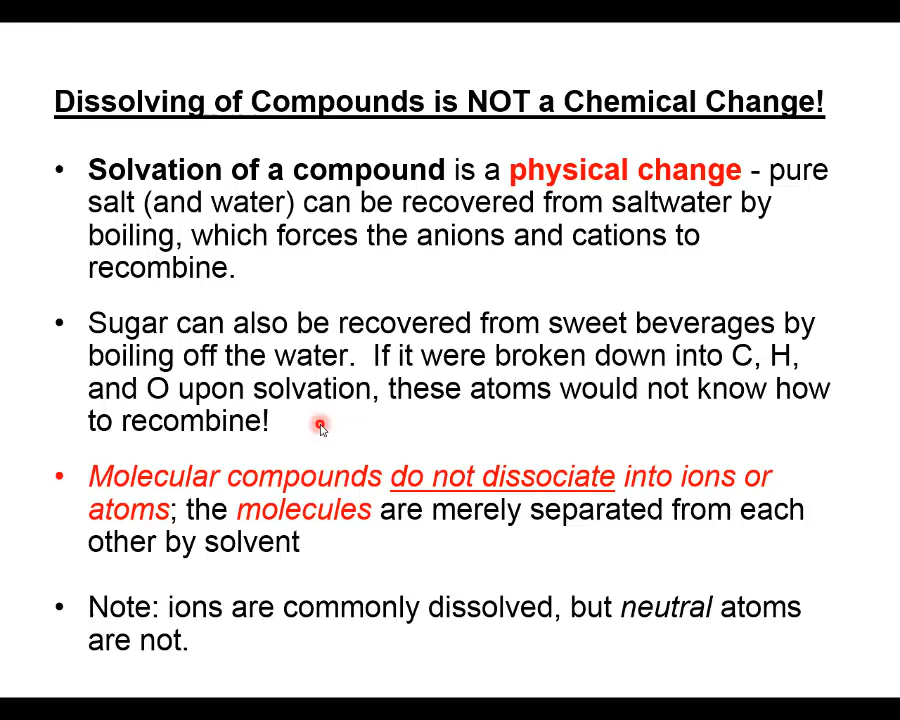 Dissolving of Compounds is NOT a Chemical Change!
• Solvation of a compound is a physical change - pure
salt (and water) can be recovered from saltwater by
boiling, which forces the anions and cations to
recombine.
• Sugar can also be recovered from sweet beverages by
boiling off the water. If it were broken down into C, H,
and O upon solvation, these atoms would not know how
to recombine!
• Molecular compounds do not dissociate into ions or
atoms; the molecules are merely separated from each
other by solvent
• Note: ions are commonly dissolved, but neutral atoms
are not.